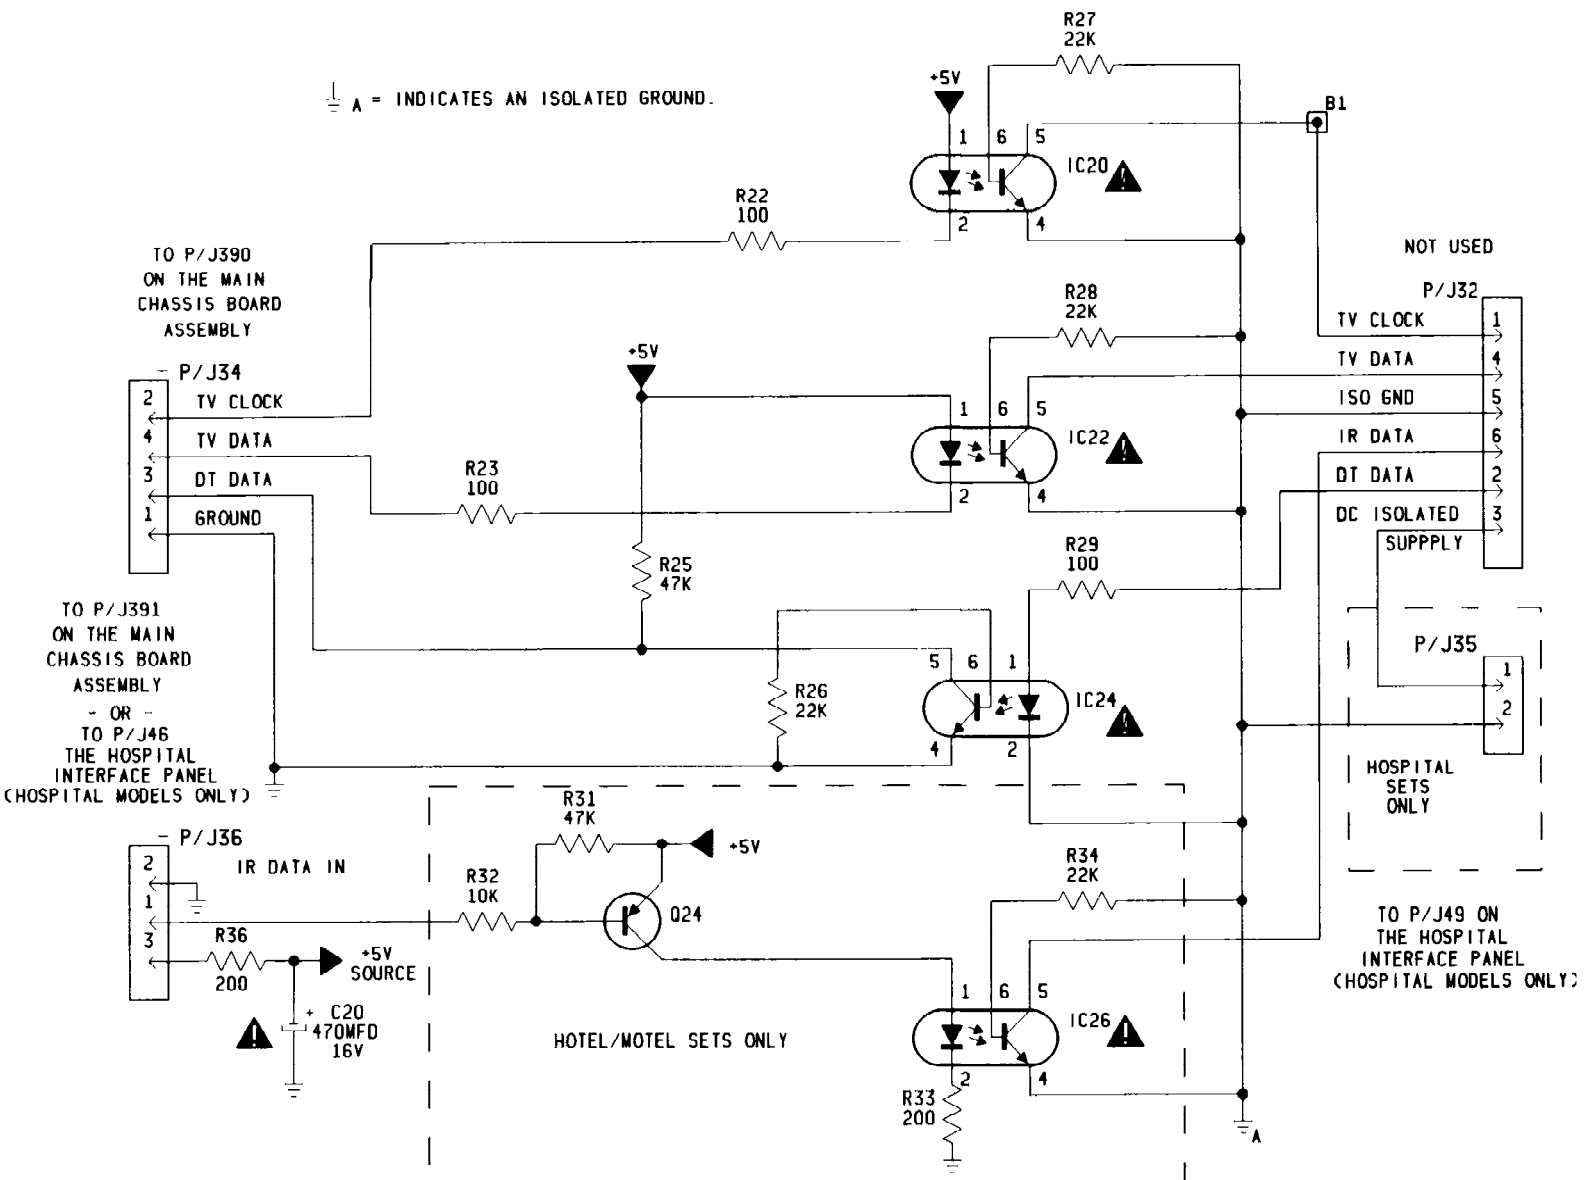 R27
22K
+5V
A = INDICATES AN ISOLATED GROUND.
B1
1
6
5
IC20
R22
100
2
4
TO P/J390
ON THE MAIN
CHASSIS BOARD
ASSEMBLY
NOT USED
R28
22K
P/J32
TV CLOCK
1
+5V
TV DATA
4
- P/J34
2
TV CLOCK
ISO GND
5
1
6
5
IC22
4
TV DATA
IR DATA
6
R23
100
3
DT DATA
DT DATA
2
2
4
1
GROUND
DC ISOLATED
SUPPPLY
3
R29
100
R25
47K
TO P/J391
ON THE MAIN
CHASSIS BOARD
ASSEMBLY
- OR -
TO P/J46
THE HOSPITAL
INTERFACE PANEL
(HOSPITAL MODELS ONLY)
P/J35
1
2
5
6
1
R26
22K
IC24
4
2
HOSPITAL
SETS
ONLY
R31
47K
+5V
- P/J36
2
IR DATA IN
R32
10K
R34
22K
1
Q24
3
R36
200
+5V
SOURCE
TO P/J49 ON
THE HOSPITAL
INTERFACE PANEL
(HOSPITAL MODELS ONLY)
1
6
5
IC26
+ C20
470MFD
16V
HOTEL/MOTEL SETS ONLY
2
4
R33
200
A